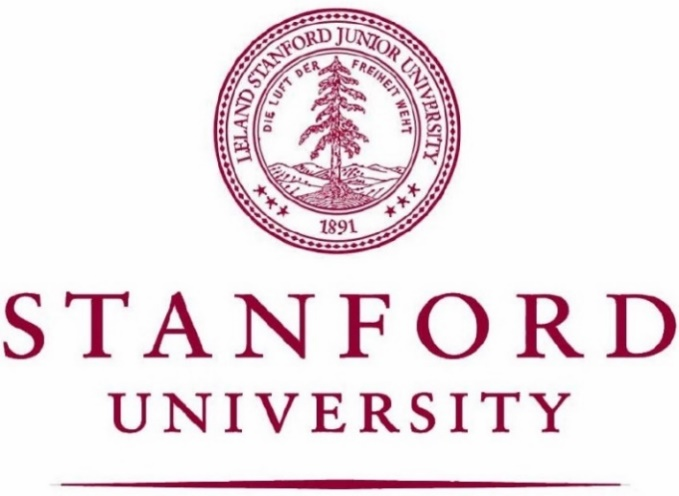 LELAND STANFORD JUNIOR UNIVERSITY
DIE LUFT DER FREIHEIT WEHT
1891
STANFORD
UNIVERSITY